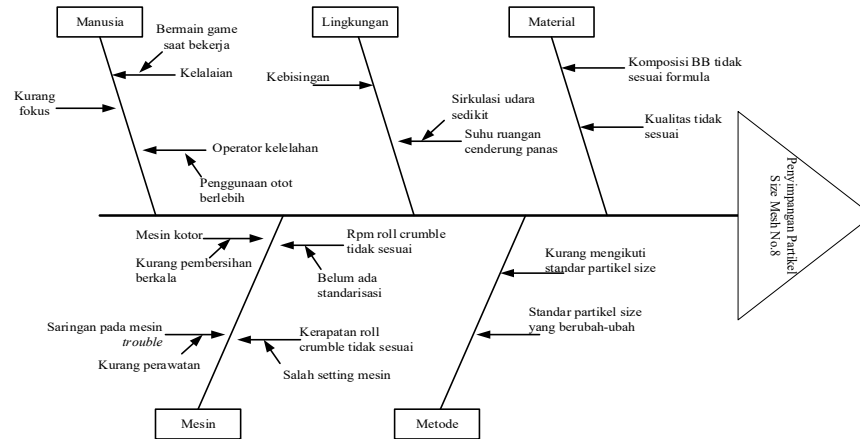 Manusia
Lingkungan
Material
Bermain game
saat bekerja
Kelalaian
Kurang
fokus
Operator kelelahan
Penggunaan otot
berlebih
Kebisingan
Sirkulasi udara
sedikit
Suhu ruangan
cenderung panas
Komposisi BB tidak
sesuai formula
Kualitas tidak
sesuai
Penyimpangan Partikel
Size Mesh No.8
Mesin kotor
Kurang pembersihan
berkala
Rpm roll crumble
tidak sesuai
Belum ada
standarisasi
Saringan pada mesin
trouble
Kurang perawatan
Kerapatan roll
crumble tidak sesuai
Salah setting mesin
Kurang mengikuti
standar partikel size
Standar partikel size
yang berubah-ubah
Mesin
Metode